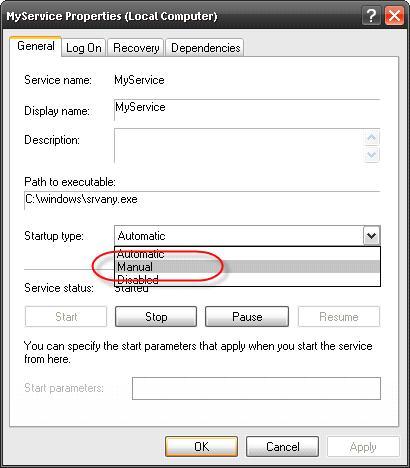 MyService Properties (Local Computer)
General Log On Recovery Dependencies
Service name: MyService
Display name: MyService
Description:
Path to executable:
C:\windows\srvany.exe
Startup type: Automatic
Automatic
Manual
Disabled
Service status: Started
Start Stop Pause Resume
You can specify the start parameters that apply when you start the service
from here.
Start parameters:
OK Cancel Apply